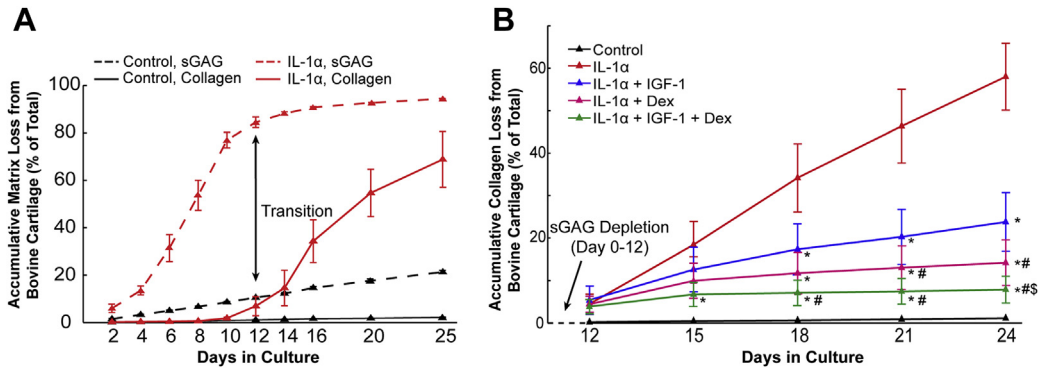 A
Control, sGAG
IL-1α, sGAG
Control, Collagen
IL-1α, Collagen
Accumulative Matrix Loss from
Bovine Cartilage (% of Total)
100
80
60
40
20
0
Transition
2 4 6 8 10 12 14 16 20 25
Days in Culture
B
Control
IL-1α
IL-1α + IGF-1
IL-1α + Dex
IL-1α + IGF-1 + Dex
Accumulative Collagen Loss from
Bovine Cartilage (% of Total)
60
40
20
0
sGAG Depletion
(Day 0-12)
* * *
* *# *#
* *# *# *#$
12 15 18 21 24
Days in Culture